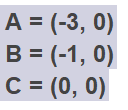 A = (-3, 0)
B = (-1, 0)
C = (0, 0)